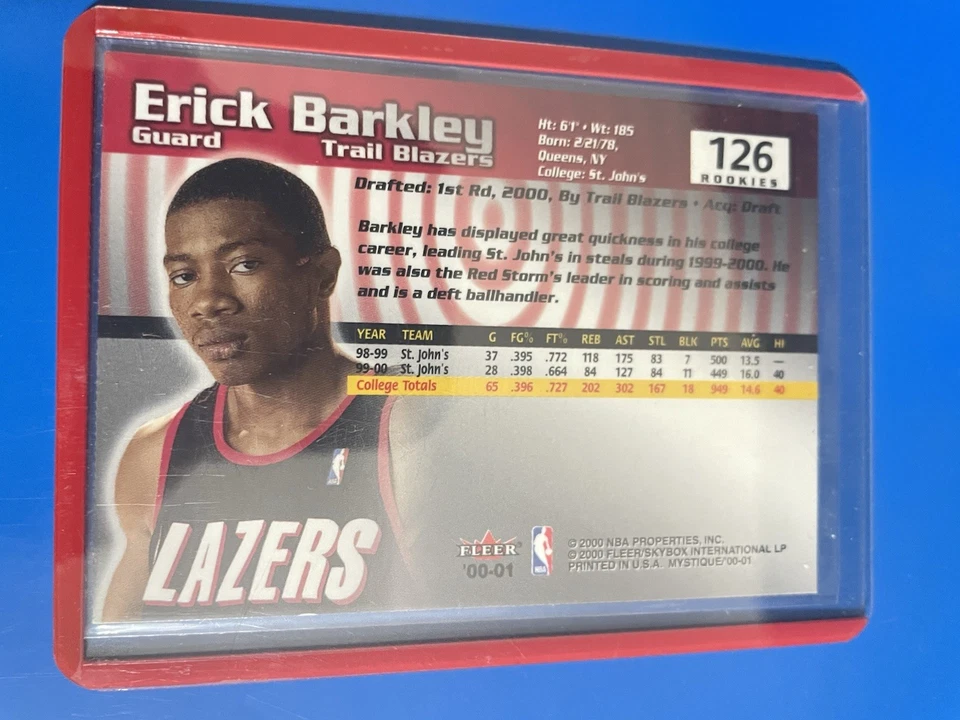 Erick Barkley
Guard
Trail Blazers
Ht: 6'1" • Wt: 185
Born: 2/21/78,
Queens, NY
College: St. John's
126
ROOKIES
Drafted: 1st Rd, 2000, By Trail Blazers • Acq: Draft
Barkley has displayed great quickness in his college
career, leading St. John's in steals during 1999-2000. He
was also the Red Storm's leader in scoring and assists
and is a deft ballhandler.
YEAR TEAM G FG% FT% REB AST STL BLK PTS AVG HI
98-99 St. John's 37 .395 .772 118 175 83 7 500 13.5 —
99-00 St. John's 28 .398 .664 84 127 84 11 449 16.0 40
College Totals 65 .396 .727 202 302 167 18 949 14.6 40
LAZERS
FLEER
'00-01
NBA
© 2000 NBA PROPERTIES, INC.
© 2000 FLEER/SKYBOX INTERNATIONAL LP
PRINTED IN U.S.A. MYSTIQUE/'00-01